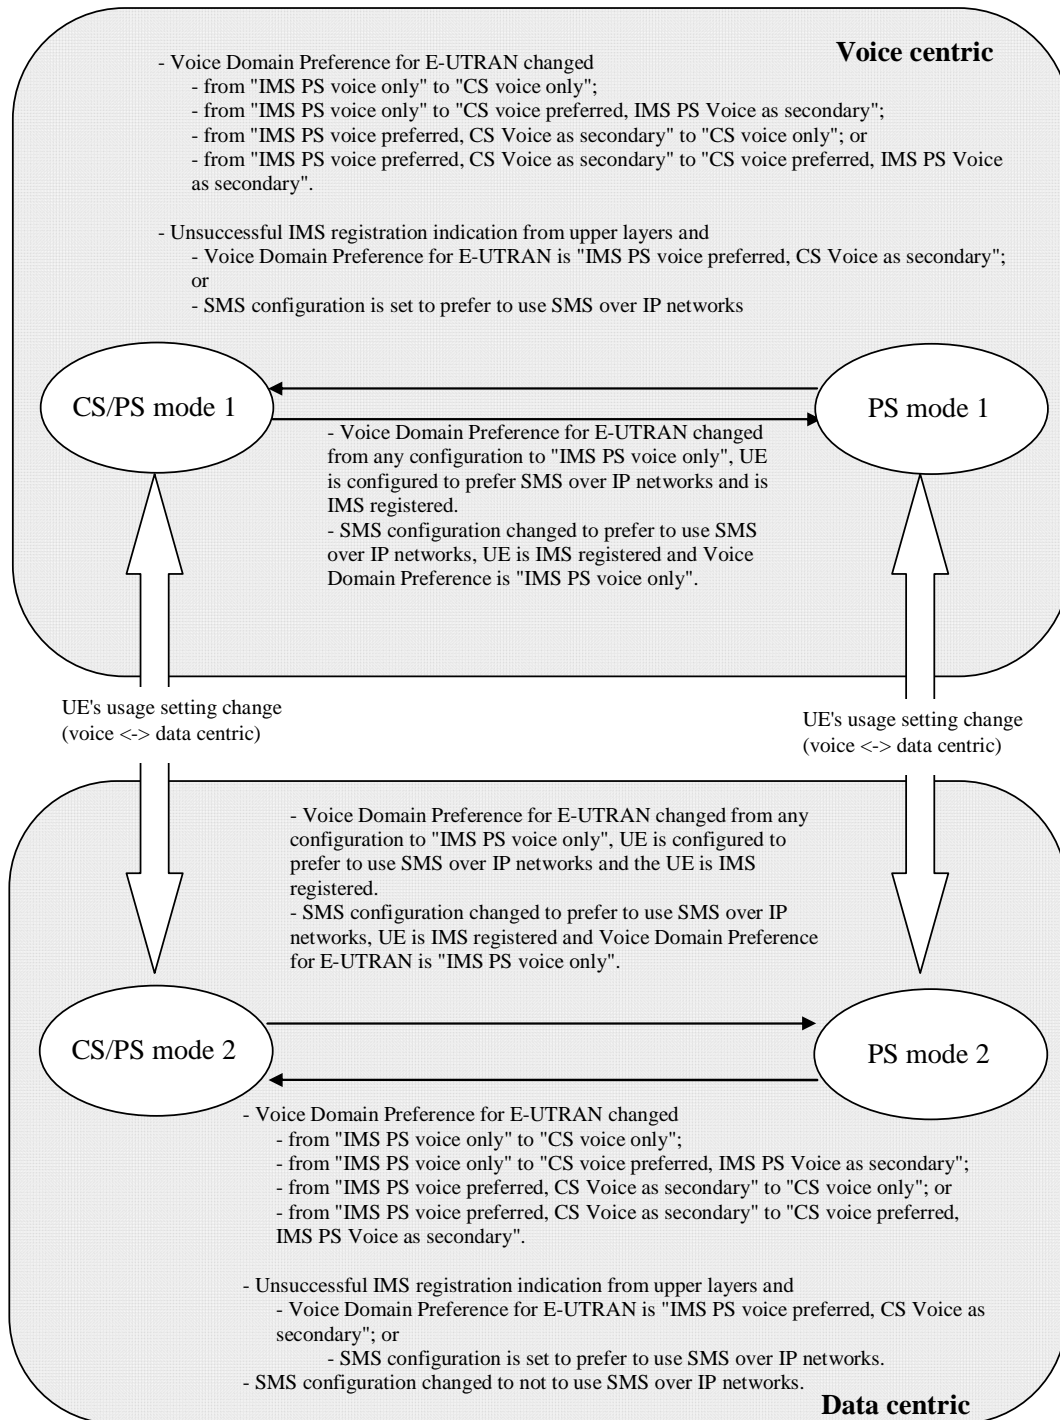 Voice centric
- Voice Domain Preference for E-UTRAN changed
- from "IMS PS voice only" to "CS voice only";
- from "IMS PS voice only" to "CS voice preferred, IMS PS Voice as secondary";
- from "IMS PS voice preferred, CS Voice as secondary" to "CS voice only"; or
- from "IMS PS voice preferred, CS Voice as secondary" to "CS voice preferred, IMS PS Voice
as secondary".
- Unsuccessful IMS registration indication from upper layers and
- Voice Domain Preference for E-UTRAN is "IMS PS voice preferred, CS Voice as secondary";
or
- SMS configuration is set to prefer to use SMS over IP networks
CS/PS mode 1
PS mode 1
- Voice Domain Preference for E-UTRAN changed
from any configuration to "IMS PS voice only", UE
is configured to prefer SMS over IP networks and is
IMS registered.
- SMS configuration changed to prefer to use SMS
over IP networks, UE is IMS registered and Voice
Domain Preference is "IMS PS voice only".
UE's usage setting change
(voice <-> data centric)
UE's usage setting change
(voice <-> data centric)
- Voice Domain Preference for E-UTRAN changed from any
configuration to "IMS PS voice only", UE is configured to
prefer to use SMS over IP networks and the UE is IMS
registered.
- SMS configuration changed to prefer to use SMS over IP
networks, UE is IMS registered and Voice Domain Preference
for E-UTRAN is "IMS PS voice only".
CS/PS mode 2
PS mode 2
- Voice Domain Preference for E-UTRAN changed
- from "IMS PS voice only" to "CS voice only";
- from "IMS PS voice only" to "CS voice preferred, IMS PS Voice as secondary";
- from "IMS PS voice preferred, CS Voice as secondary" to "CS voice only"; or
- from "IMS PS voice preferred, CS Voice as secondary" to "CS voice preferred,
IMS PS Voice as secondary".
- Unsuccessful IMS registration indication from upper layers and
- Voice Domain Preference for E-UTRAN is "IMS PS voice preferred, CS Voice as
secondary"; or
- SMS configuration is set to prefer to use SMS over IP networks.
- SMS configuration changed to not to use SMS over IP networks.
Data centric